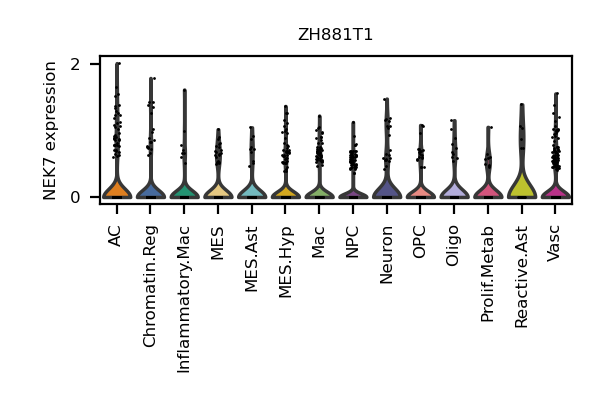 ZH881T1
NEK7 expression
2
0
AC
Chromatin.Reg
Inflammatory.Mac
MES
MES.Ast
MES.Hyp
Mac
NPC
Neuron
OPC
Oligo
Prolif.Metab
Reactive.Ast
Vasc